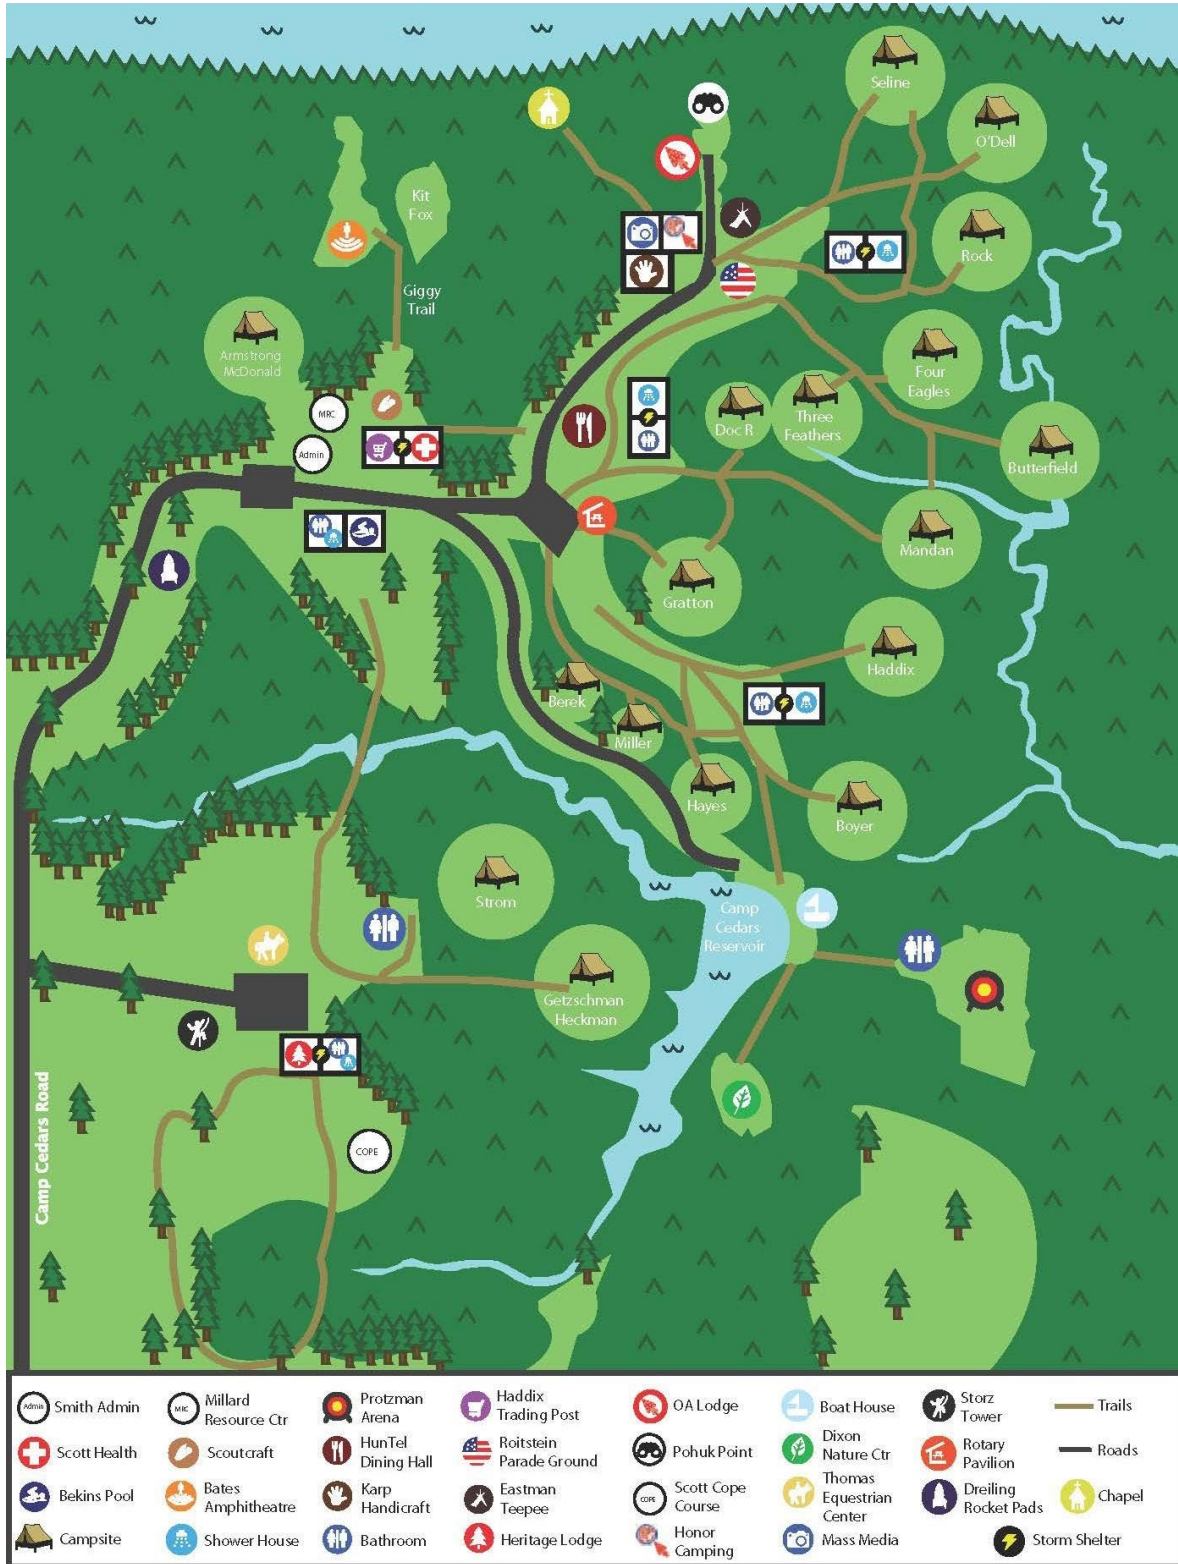 Seline
O'Dell
Kit
Fox
Rock
Giggy
Trail
Armstrong
McDonald
Four
Eagles
MRC
Doc R
Three
Feathers
Admin
Butterfield
Mandan
Gratton
Haddix
Berek
Miller
Hayes
Boyer
Strom
Camp
Cedars
Reservoir
Getzschman
Heckman
Camp Cedars Road
COPE
Admin
Smith Admin
MRC
Millard
Resource Ctr
Protzman
Arena
Haddix
Trading Post
OA Lodge
Boat House
Storz
Tower
Trails
Scott Health
Scoutcraft
HunTel
Dining Hall
Roitstein
Parade Ground
Pohuk Point
Dixon
Nature Ctr
Rotary
Pavilion
Roads
Bekins Pool
Bates
Amphitheatre
Karp
Handicraft
Eastman
Teepee
COPE
Scott Cope
Course
Thomas
Equestrian
Center
Dreiling
Rocket Pads
Chapel
Campsite
Shower House
Bathroom
Heritage Lodge
Honor
Camping
Mass Media
Storm Shelter